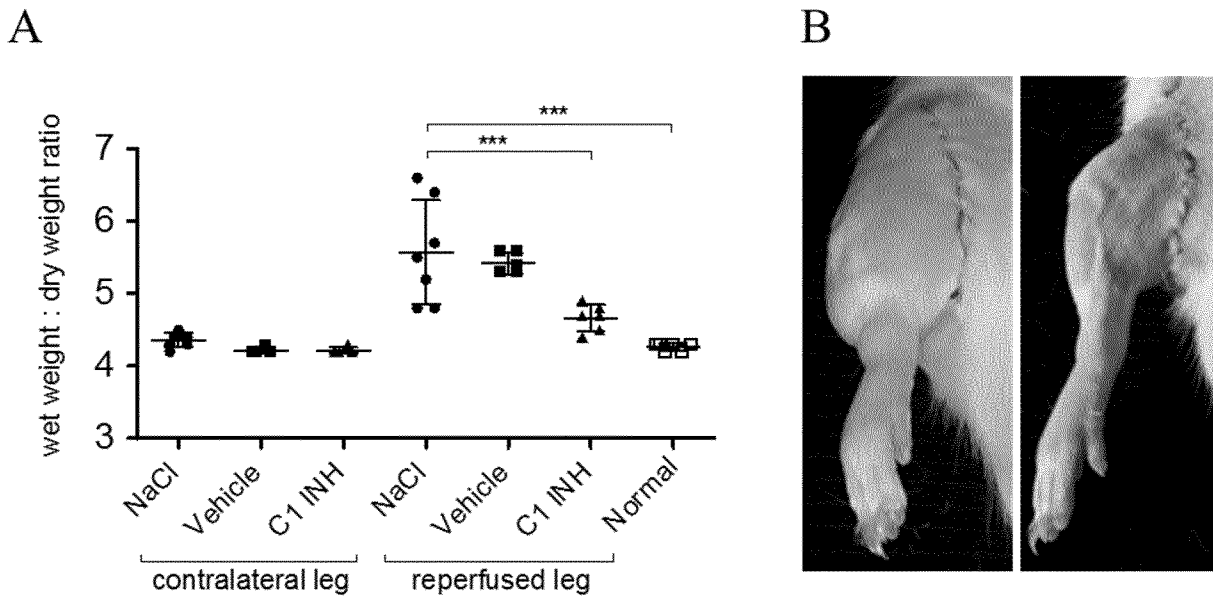 A
B
***
***
7
6
5
4
3
wet weight : dry weight ratio
NaCl
Vehicle
C1 INH
NaCl
Vehicle
C1 INH
Normal
contralateral leg
reperfused leg